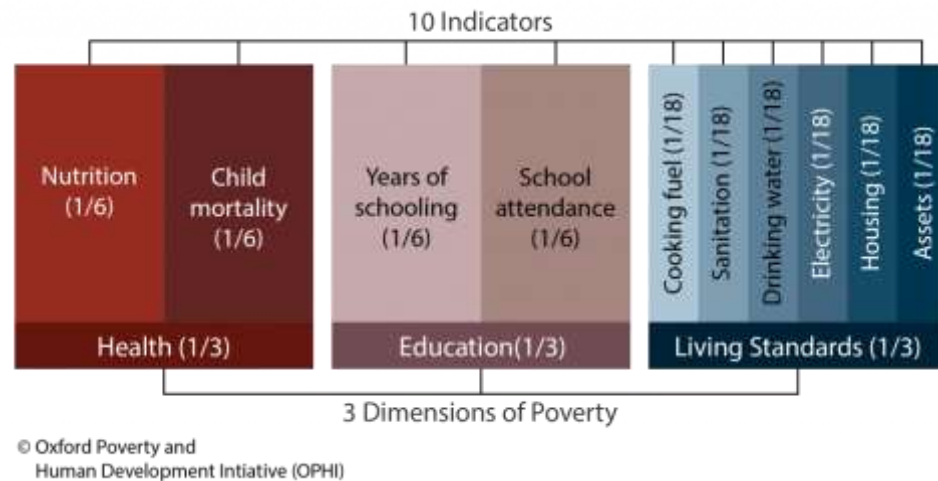 10 Indicators
Nutrition
(1/6)
Child
mortality
(1/6)
Years of
schooling
(1/6)
School
attendance
(1/6)
Cooking fuel (1/18)
Sanitation (1/18)
Drinking water (1/18)
Electricity (1/18)
Housing (1/18)
Assets (1/18)
Health (1/3)
Education(1/3)
Living Standards (1/3)
3 Dimensions of Poverty
© Oxford Poverty and
Human Development Intiative (OPHI)